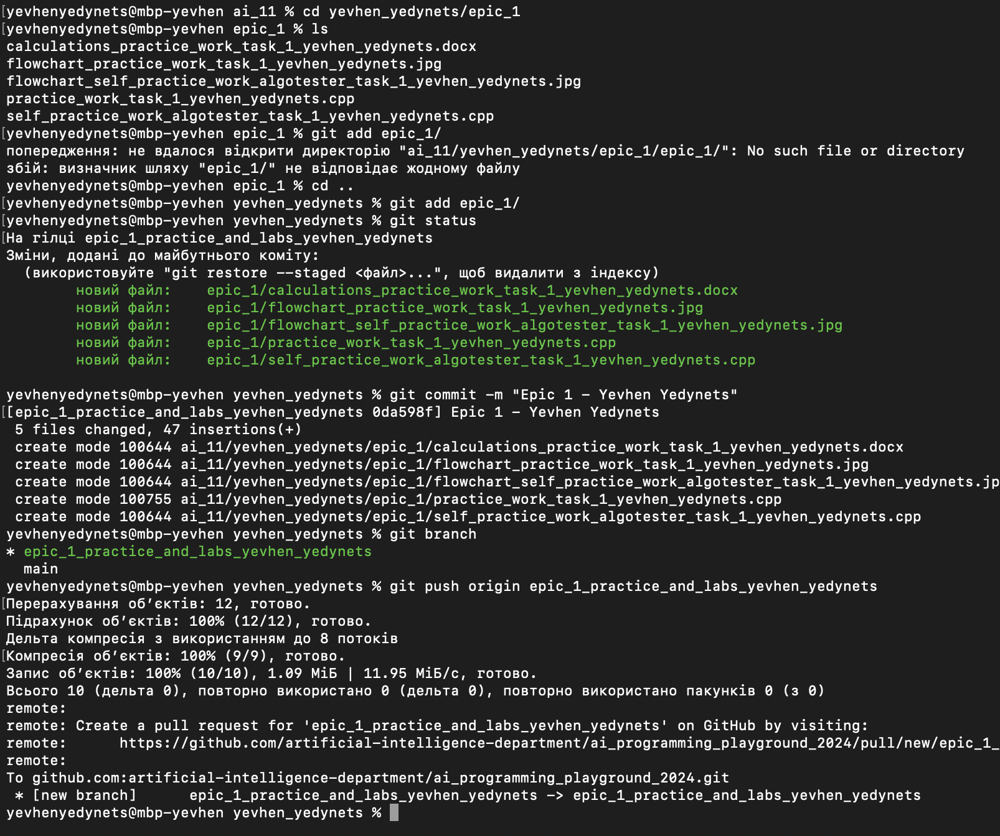 [yevhenyedynets@mbp-yevhen ai_11 % cd yevhen_yedynets/epic_1
[yevhenyedynets@mbp-yevhen epic_1 % ls
calculations_practice_work_task_1_yevhen_yedynets.docx
flowchart_practice_work_task_1_yevhen_yedynets.jpg
flowchart_self_practice_work_algotester_task_1_yevhen_yedynets.jpg
practice_work_task_1_yevhen_yedynets.cpp
self_practice_work_algotester_task_1_yevhen_yedynets.cpp
[yevhenyedynets@mbp-yevhen epic_1 % git add epic_1/
попередження: не вдалося відкрити директорію "ai_11/yevhen_yedynets/epic_1/epic_1/": No such file or directory
збій: визначник шляху "epic_1/" не відповідає жодному файлу
yevhenyedynets@mbp-yevhen epic_1 % cd ..
[yevhenyedynets@mbp-yevhen yevhen_yedynets % git add epic_1/
[yevhenyedynets@mbp-yevhen yevhen_yedynets % git status
[На гілці epic_1_practice_and_labs_yevhen_yedynets
Зміни, додані до майбутнього коміту:
  (використовуйте "git restore --staged <файл>...", щоб видалити з індексу)
        новий файл:    epic_1/calculations_practice_work_task_1_yevhen_yedynets.docx
        новий файл:    epic_1/flowchart_practice_work_task_1_yevhen_yedynets.jpg
        новий файл:    epic_1/flowchart_self_practice_work_algotester_task_1_yevhen_yedynets.jpg
        новий файл:    epic_1/practice_work_task_1_yevhen_yedynets.cpp
        новий файл:    epic_1/self_practice_work_algotester_task_1_yevhen_yedynets.cpp
yevhenyedynets@mbp-yevhen yevhen_yedynets % git commit -m "Epic 1 - Yevhen Yedynets"
[[epic_1_practice_and_labs_yevhen_yedynets 0da598f] Epic 1 - Yevhen Yedynets
 5 files changed, 47 insertions(+)
 create mode 100644 ai_11/yevhen_yedynets/epic_1/calculations_practice_work_task_1_yevhen_yedynets.docx
 create mode 100644 ai_11/yevhen_yedynets/epic_1/flowchart_practice_work_task_1_yevhen_yedynets.jpg
 create mode 100644 ai_11/yevhen_yedynets/epic_1/flowchart_self_practice_work_algotester_task_1_yevhen_yedynets.jp
 create mode 100755 ai_11/yevhen_yedynets/epic_1/practice_work_task_1_yevhen_yedynets.cpp
 create mode 100644 ai_11/yevhen_yedynets/epic_1/self_practice_work_algotester_task_1_yevhen_yedynets.cpp
yevhenyedynets@mbp-yevhen yevhen_yedynets % git branch
* epic_1_practice_and_labs_yevhen_yedynets
  main
yevhenyedynets@mbp-yevhen yevhen_yedynets % git push origin epic_1_practice_and_labs_yevhen_yedynets
[Перерахування об’єктів: 12, готово.
Підрахунок об’єктів: 100% (12/12), готово.
Дельта компресія з використанням до 8 потоків
[Компресія об’єктів: 100% (9/9), готово.
Запис об’єктів: 100% (10/10), 1.09 МіБ | 11.95 МіБ/с, готово.
Всього 10 (дельта 0), повторно використано 0 (дельта 0), повторно використано пакунків 0 (з 0)
remote:
remote: Create a pull request for 'epic_1_practice_and_labs_yevhen_yedynets' on GitHub by visiting:
remote:      https://github.com/artificial-intelligence-department/ai_programming_playground_2024/pull/new/epic_1_
remote:
To github.com:artificial-intelligence-department/ai_programming_playground_2024.git
 * [new branch]      epic_1_practice_and_labs_yevhen_yedynets -> epic_1_practice_and_labs_yevhen_yedynets
yevhenyedynets@mbp-yevhen yevhen_yedynets %